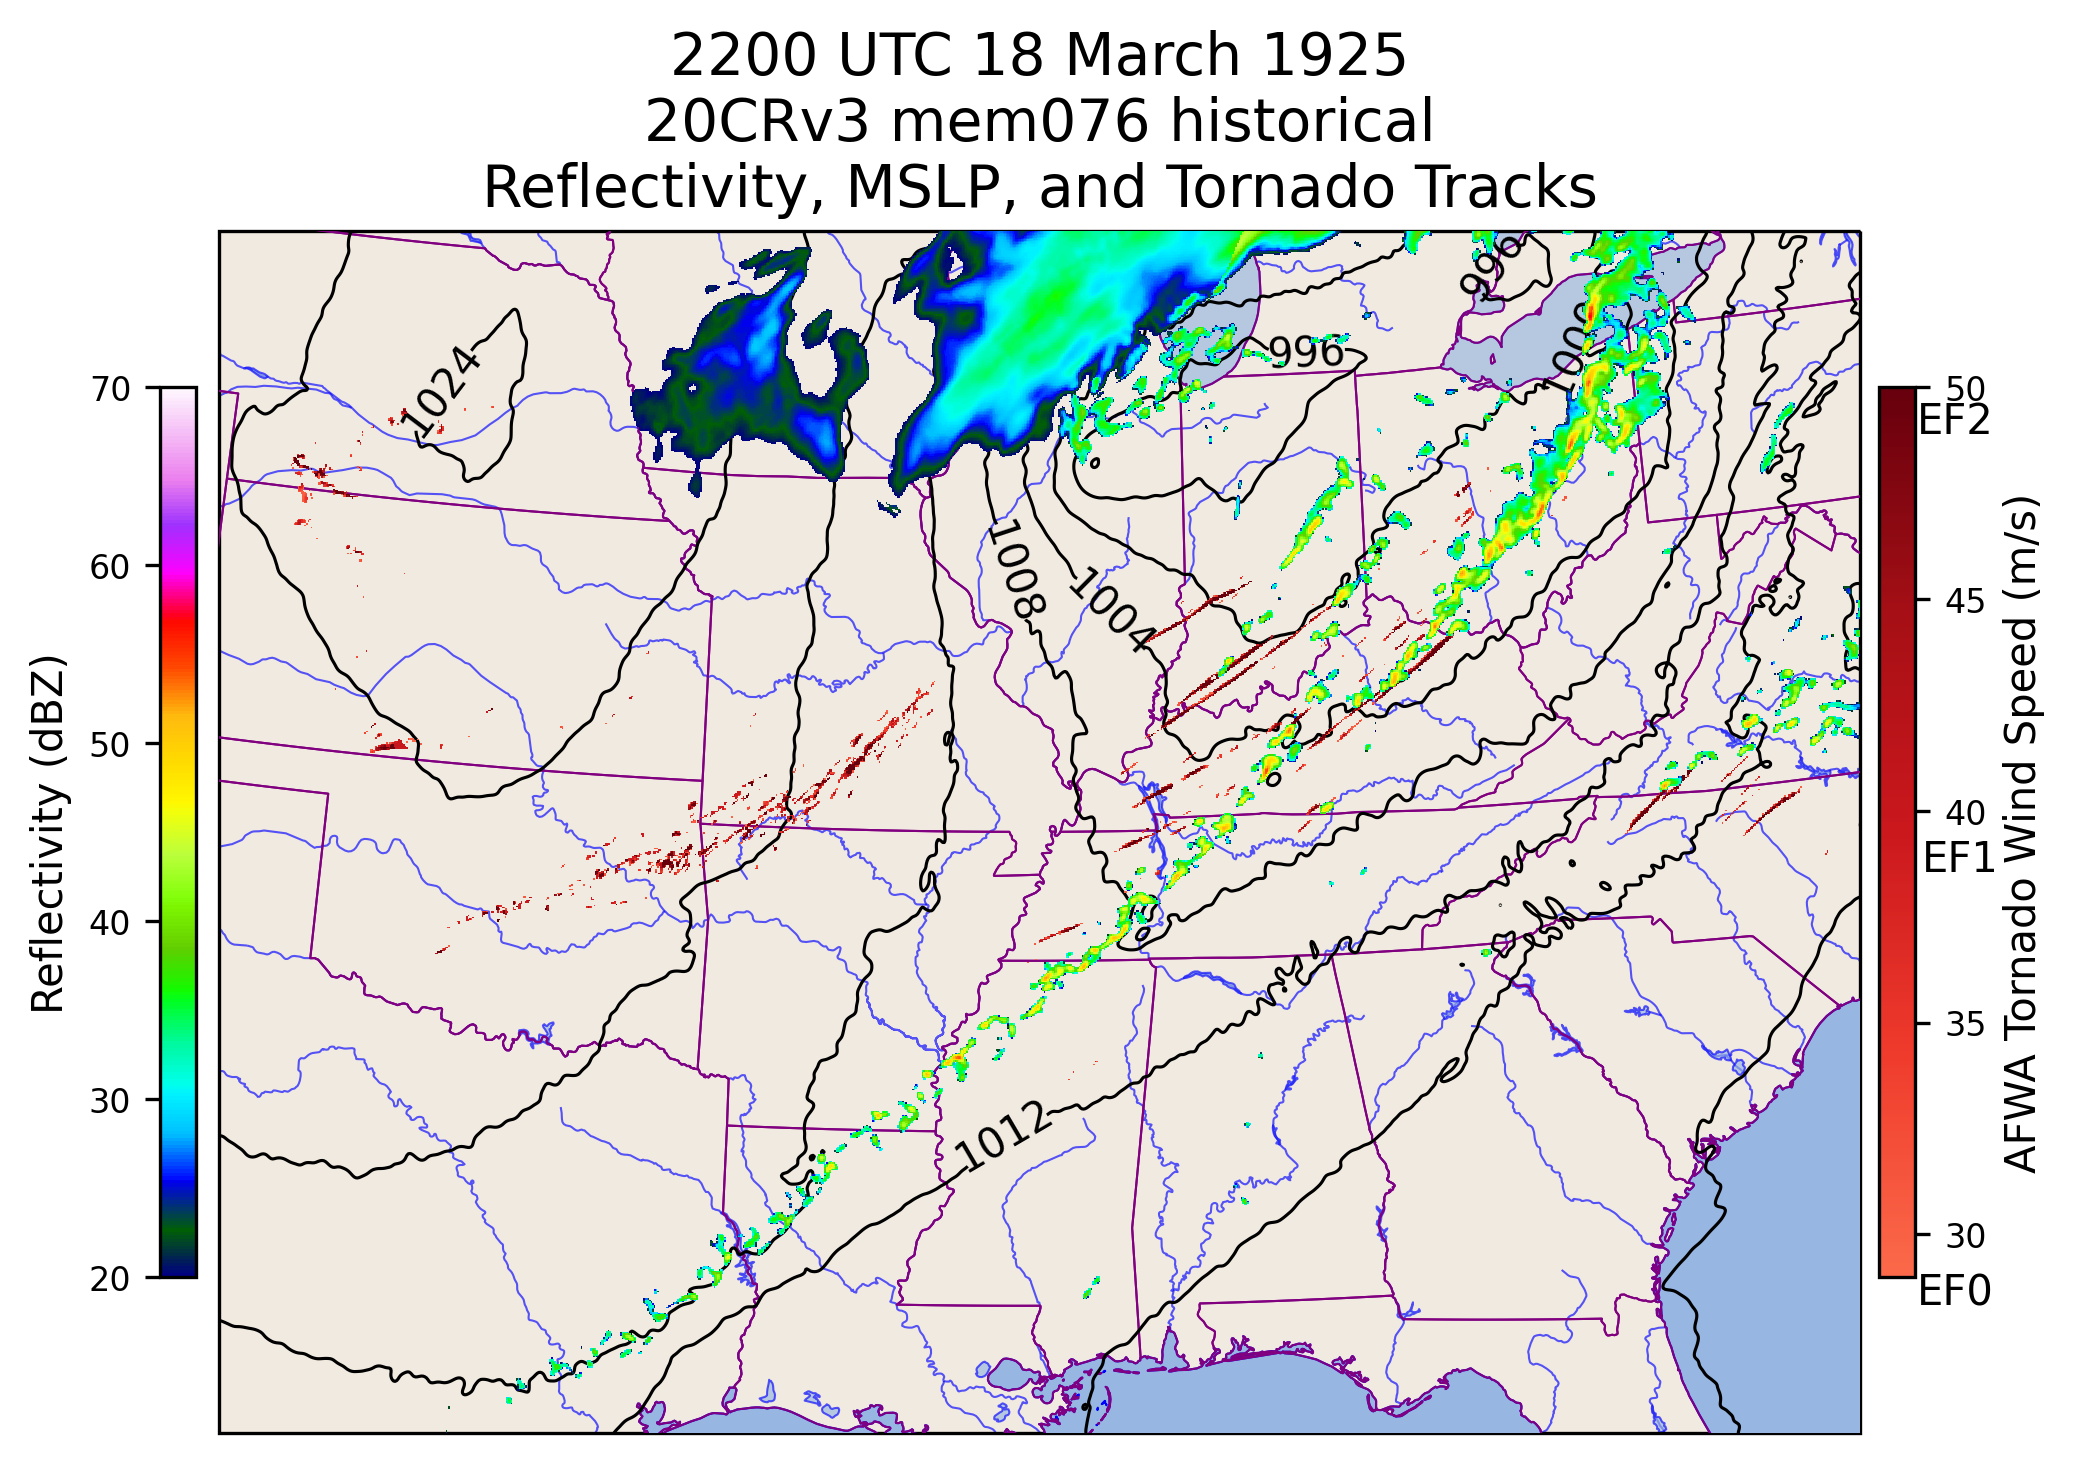 2200 UTC 18 March 1925
20CRv3 mem076 historical
Reflectivity, MSLP, and Tornado Tracks
996
1000
996
1024
1008
1004
1012
70
60
50
40
30
20
Reflectivity (dBZ)
50
EF2
45
40
EF1
35
30
EF0
AFWA Tornado Wind Speed (m/s)